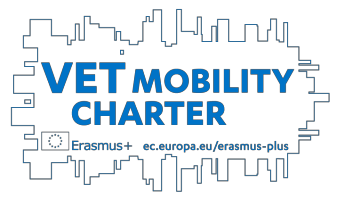 VET MOBILITY
CHARTER
Erasmus+ ec.europa.eu/erasmus-plus